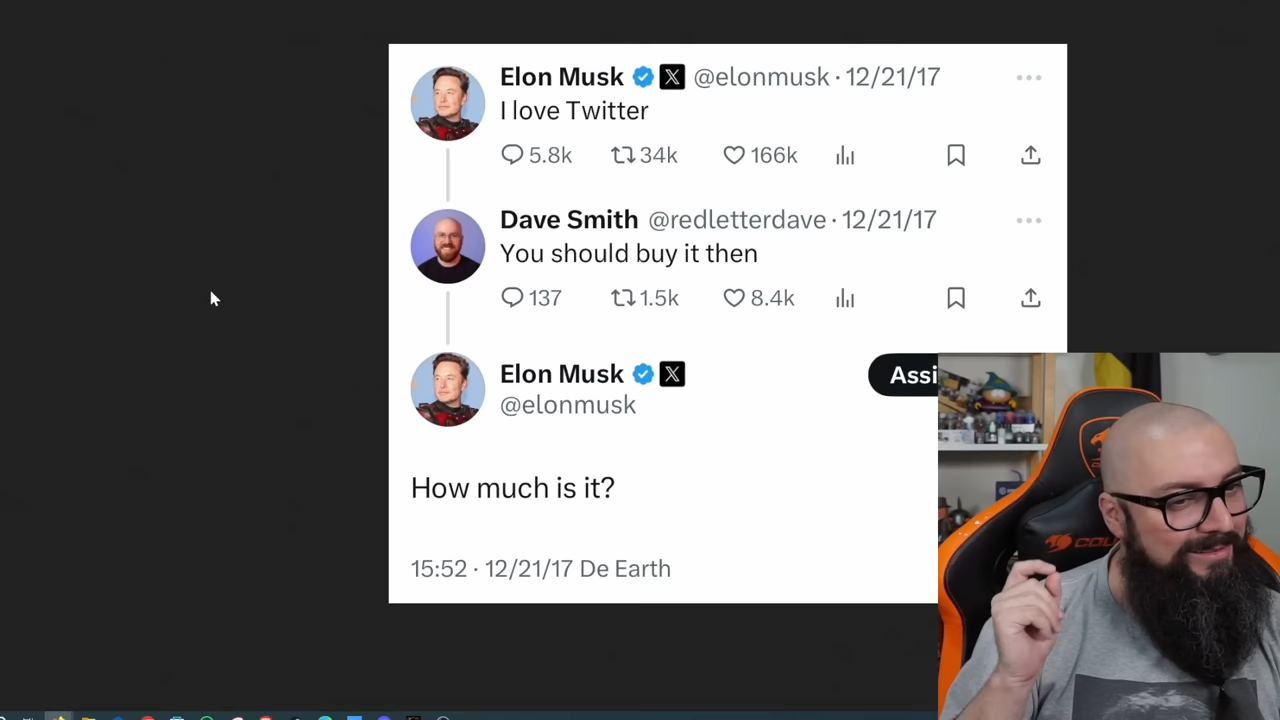 Elon Musk @elonmusk · 12/21/17
I love Twitter
5.8k 34k 166k
Dave Smith @redletterdave · 12/21/17
You should buy it then
137 1.5k 8.4k
Elon Musk
@elonmusk
Assi
How much is it?
15:52 · 12/21/17 De Earth